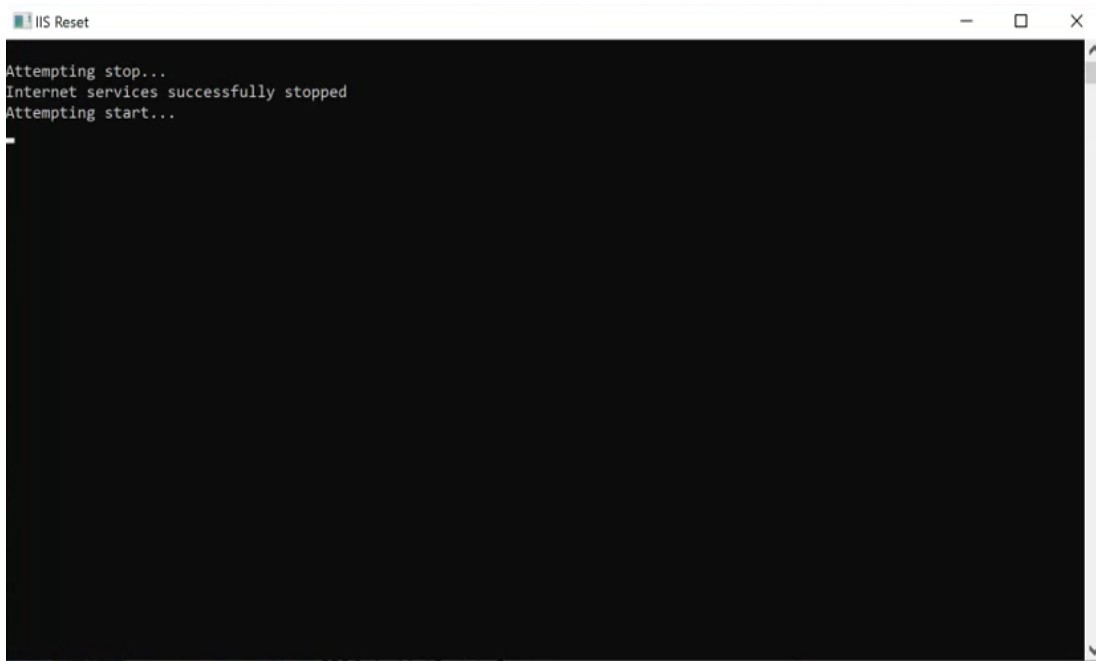 IIS Reset
Attempting stop...
Internet services successfully stopped
Attempting start...